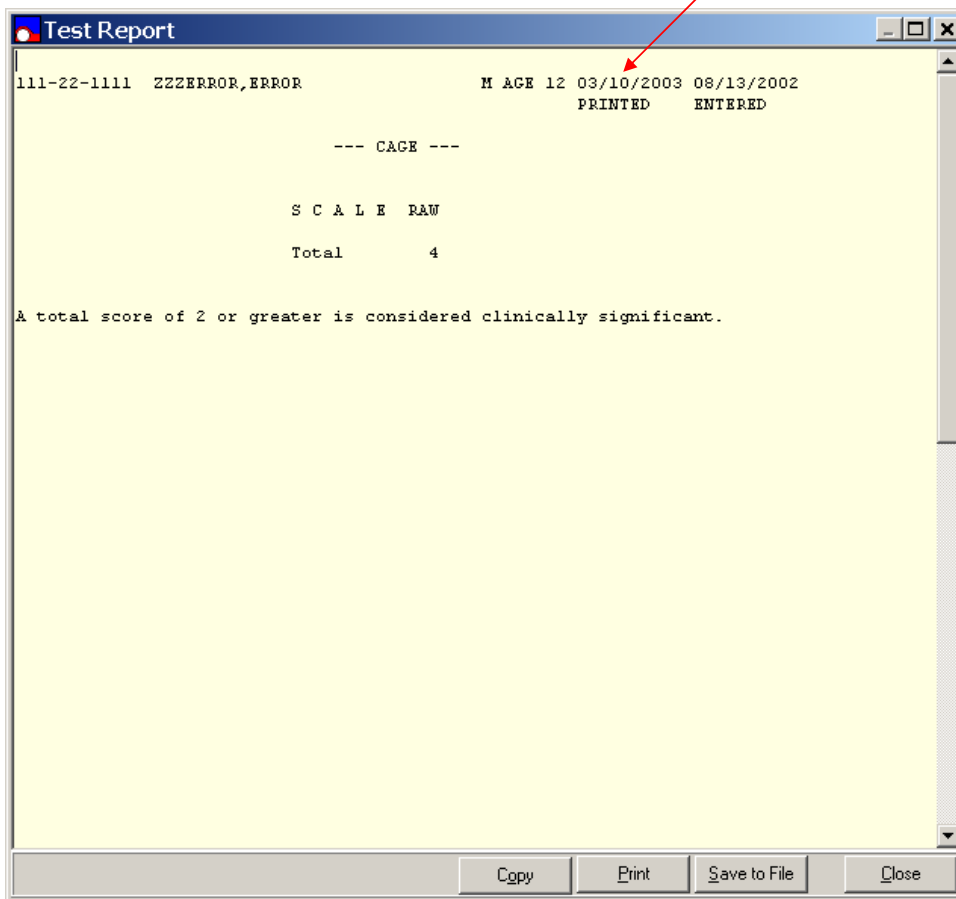 Test Report
111-22-1111 ZZZERROR,ERROR M AGE 12 03/10/2003 08/13/2002
PRINTED ENTERED
--- CAGE ---
S C A L E RAW
Total 4
A total score of 2 or greater is considered clinically significant.
Copy Print Save to File Close